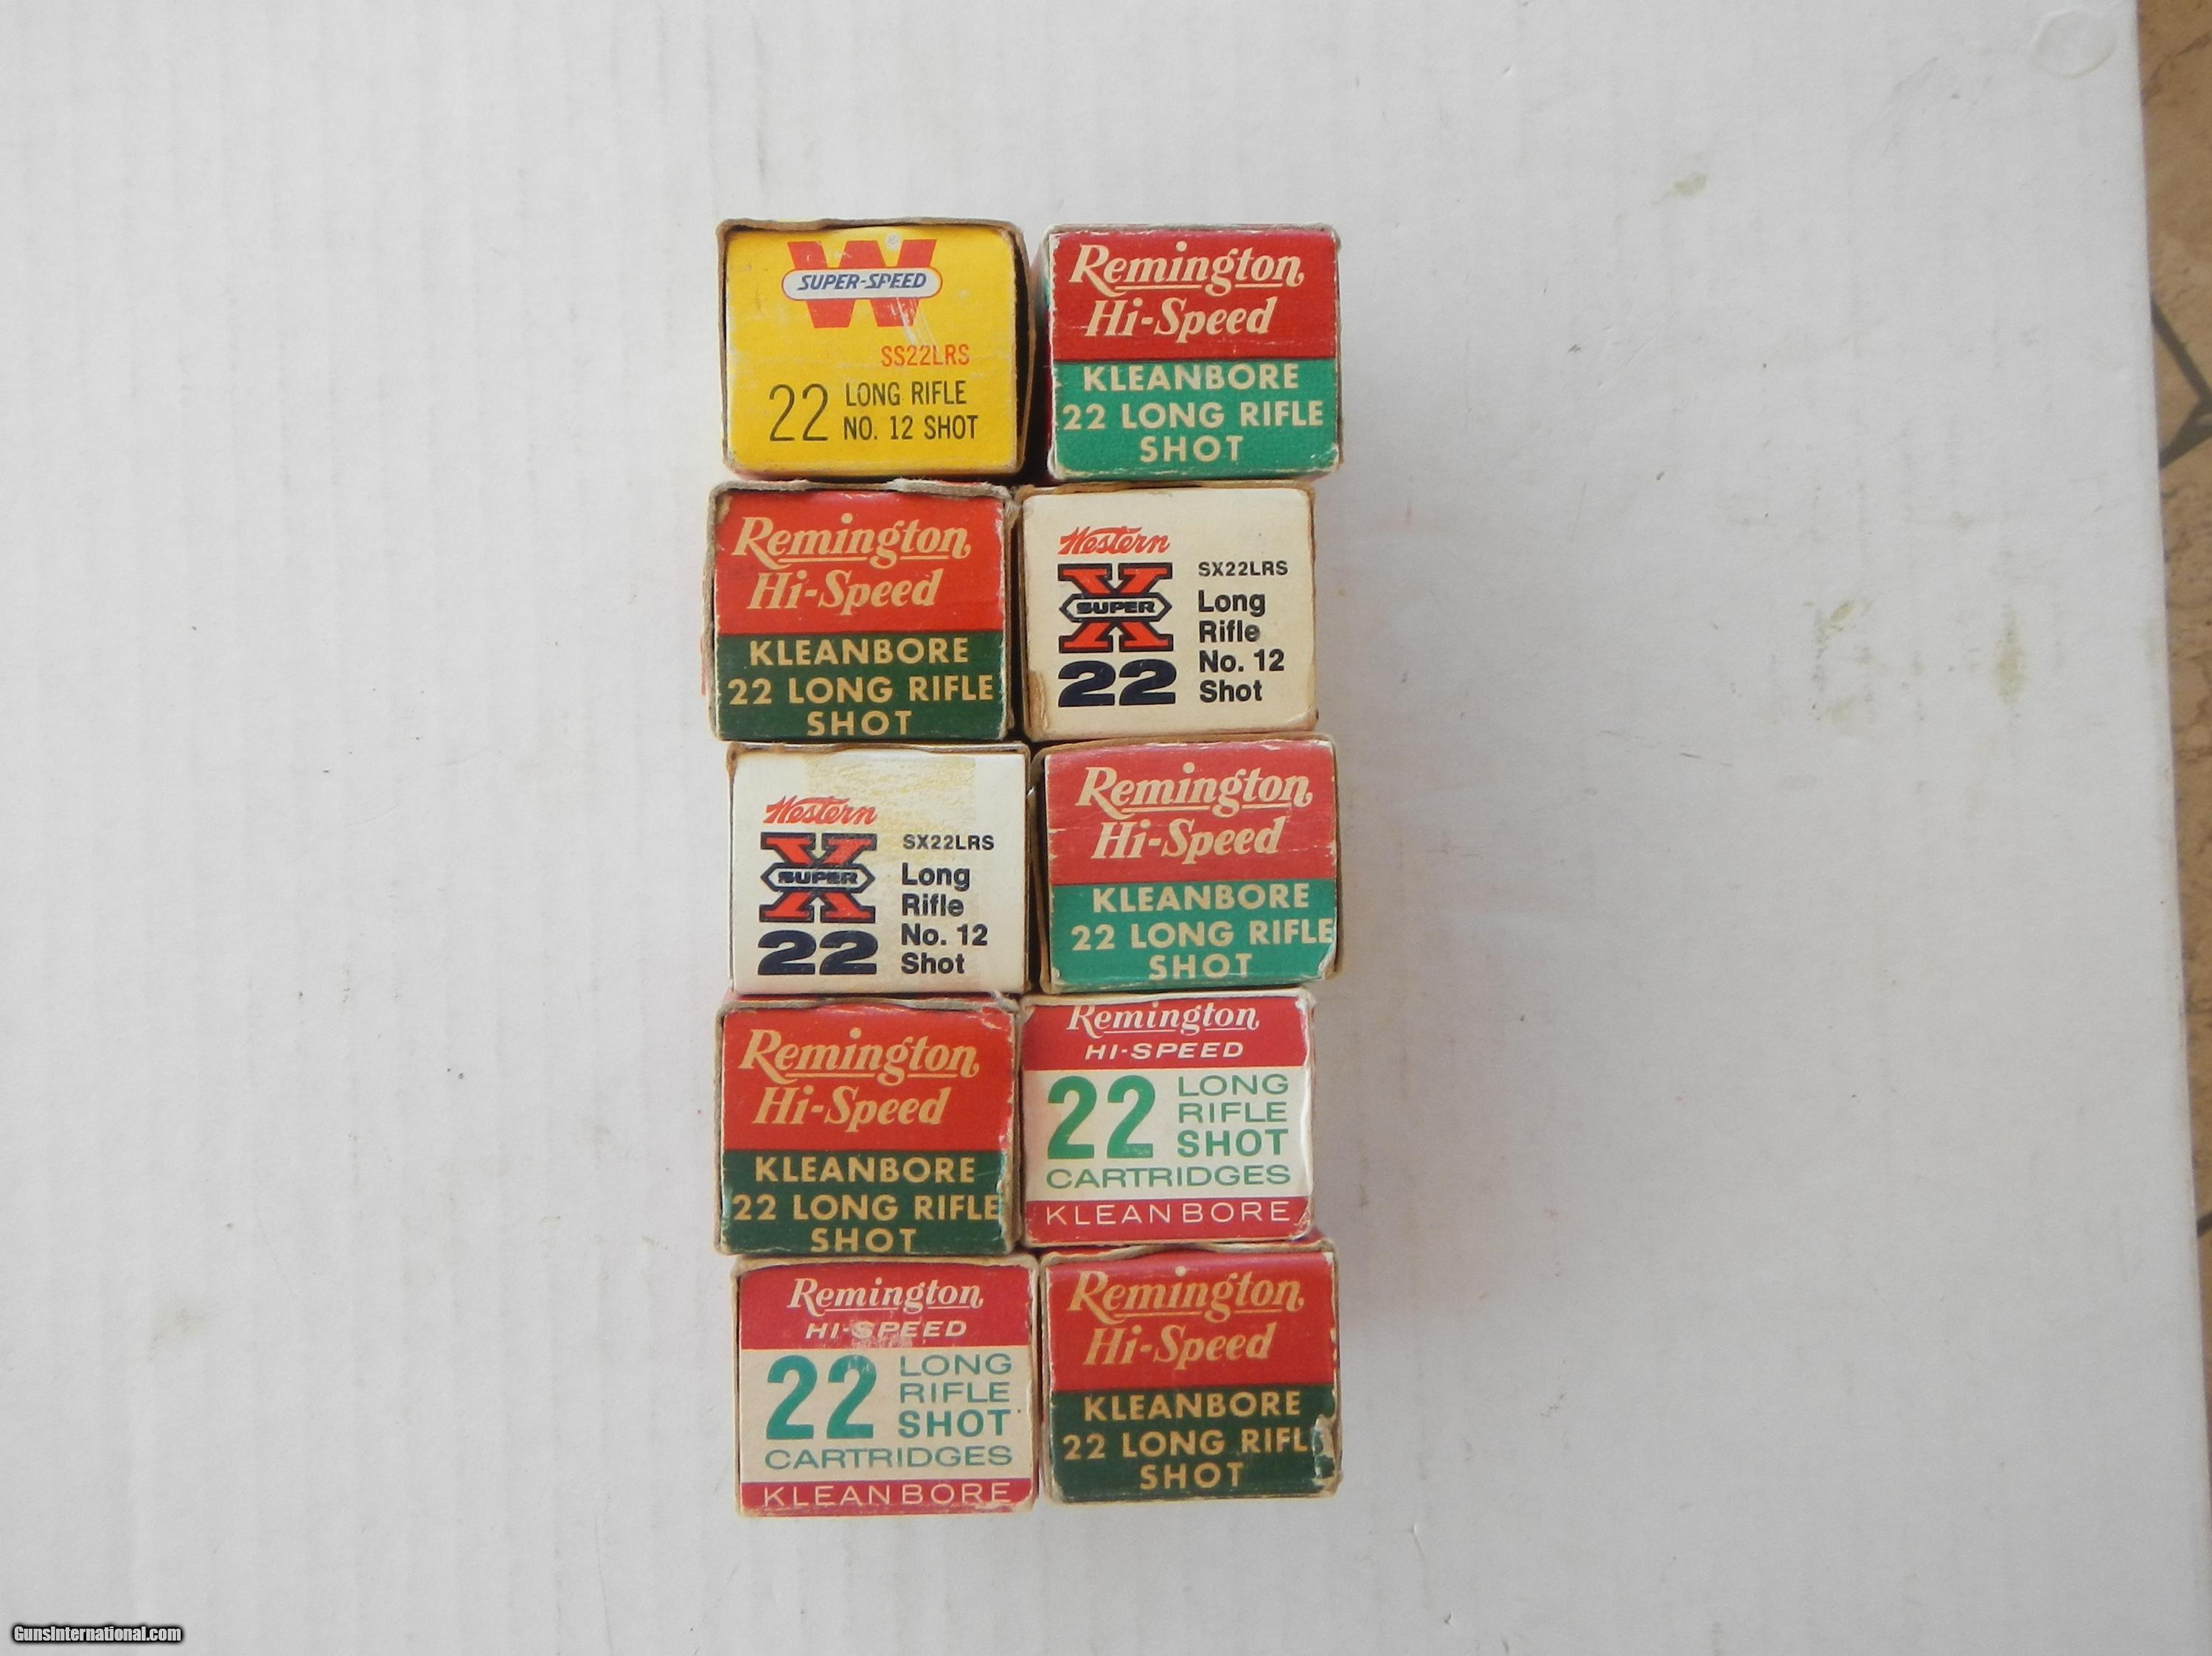 W
SUPER-SPEED
SS22LRS
22 LONG RIFLE
NO. 12 SHOT
Remington
Hi-Speed
KLEANBORE
22 LONG RIFLE
SHOT
Remington
Hi-Speed
KLEANBORE
22 LONG RIFLE
SHOT
Western
X
SUPER
22
SX22LRS
Long
Rifle
No. 12
Shot
Western
X
SUPER
22
SX22LRS
Long
Rifle
No. 12
Shot
Remington
Hi-Speed
KLEANBORE
22 LONG RIFLE
SHOT
Remington
Hi-Speed
KLEANBORE
22 LONG RIFLE
SHOT
Remington
HI-SPEED
22 LONG
RIFLE
SHOT
CARTRIDGES
KLEANBORE
Remington
HI-SPEED
22 LONG
RIFLE
SHOT
CARTRIDGES
KLEANBORE
Remington
Hi-Speed
KLEANBORE
22 LONG RIFL
SHOT
GunsInternational.com